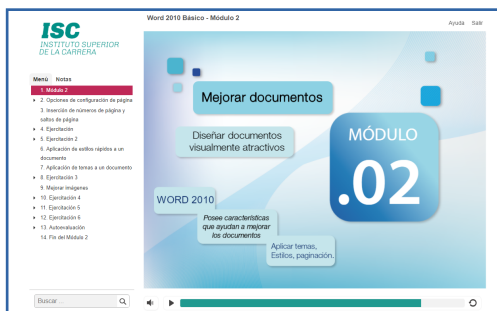 ISC
INSTITUTO SUPERIOR
DE LA CARRERA
Word 2010 Básico - Módulo 2
Ayuda Salir
Menú Notas
1. Módulo 2
2. Opciones de configuración de página
3. Inserción de números de página y
saltos de página
4. Ejercitación
5. Ejercitación 2
6. Aplicación de estilos rápidos a un
documento
7. Aplicación de temas a un documento
8. Ejercitación 3
9. Mejorar imágenes
10. Ejercitación 4
11. Ejercitación 5
12. Ejercitación 6
13. Autoevaluación
14. Fin del Módulo 2
Buscar...
Mejorar documentos
Diseñar documentos
visualmente atractivos
MÓDULO
.02
WORD 2010
Posee características
que ayudan a mejorar
los documentos
Aplicar temas,
Estilos, paginación.